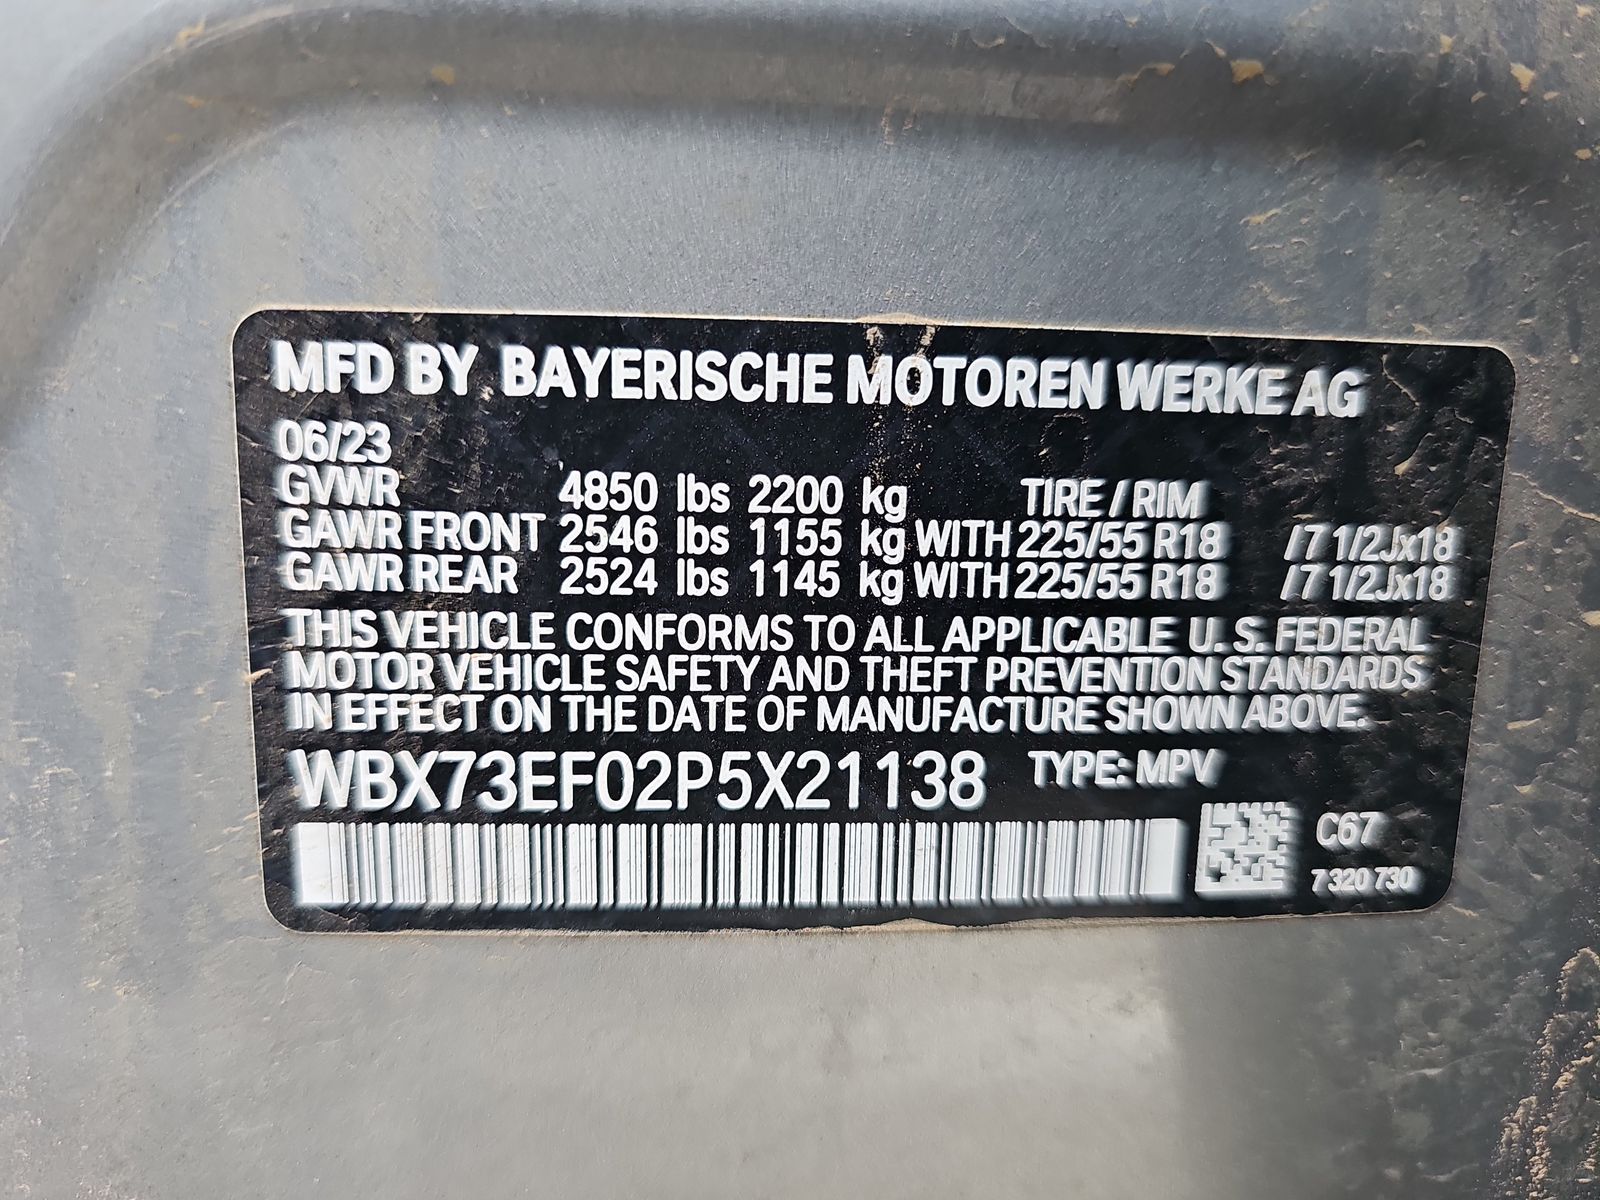 MFD BY BAYERISCHE MOTOREN WERKE AG
06/23
GVWR 4850 lbs 2200 kg TIRE / RIM
GAWR FRONT 2546 lbs 1155 kg WITH 225/55 R18 / 7 1/2Jx18
GAWR REAR 2524 lbs 1145 kg WITH 225/55 R18 / 7 1/2Jx18
THIS VEHICLE CONFORMS TO ALL APPLICABLE U. S. FEDERAL
MOTOR VEHICLE SAFETY AND THEFT PREVENTION STANDARDS
IN EFFECT ON THE DATE OF MANUFACTURE SHOWN ABOVE.
WBX73EF02P5X21138 TYPE: MPV
C67
7 320 730